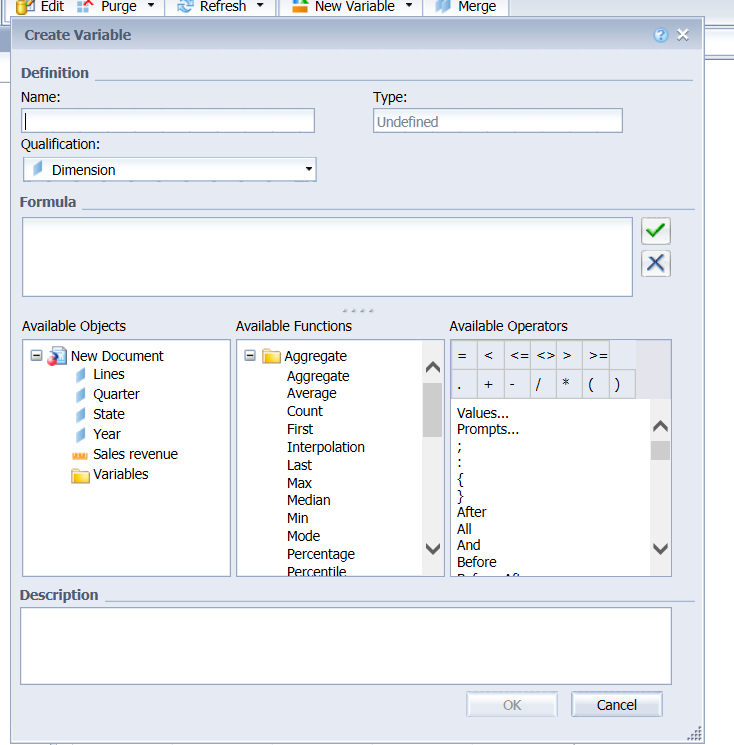 Edit Purge Refresh New Variable Merge
Create Variable
Definition
Name: Type:
Undefined
Qualification:
Dimension
Formula
Available Objects Available Functions Available Operators
New Document
Lines
Quarter
State
Year
Sales revenue
Variables
Aggregate
Aggregate
Average
Count
First
Interpolation
Last
Max
Median
Min
Mode
Percentage
Percentile
= < <= <> > >=
. + - / * ( )
Values...
Prompts...
;
:
{
}
After
All
And
Before
Description
OK Cancel